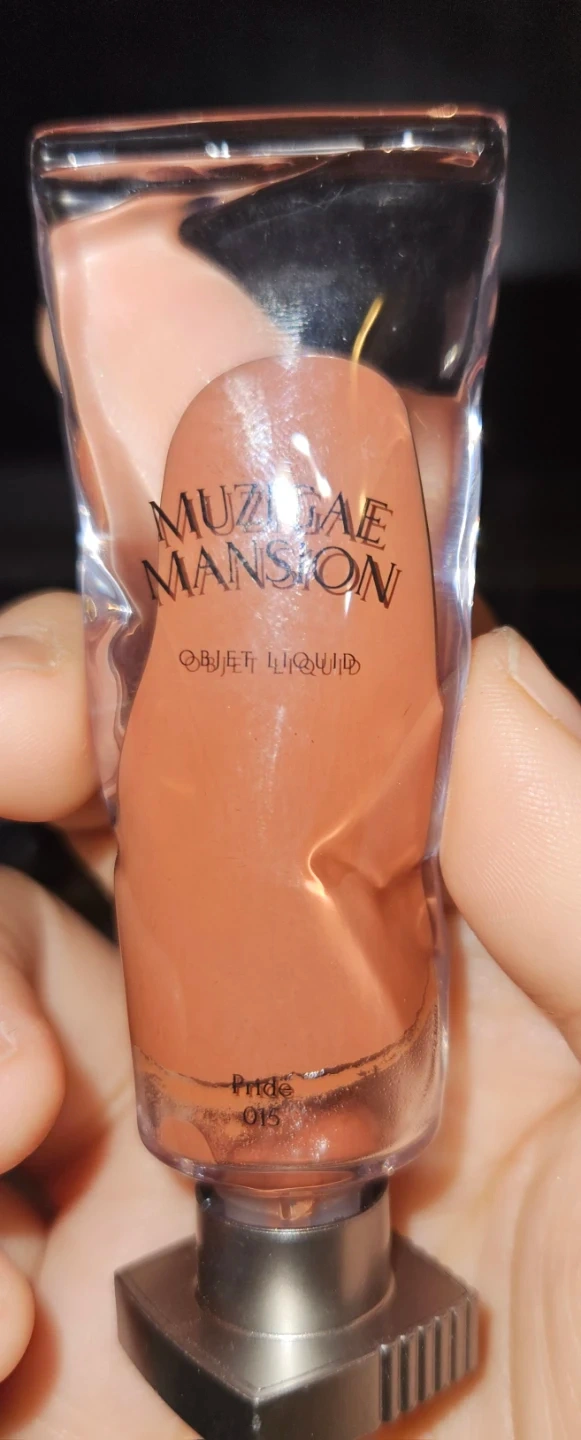 MUZIGAE
MANSION
OBJET LIQUID
Pride
015